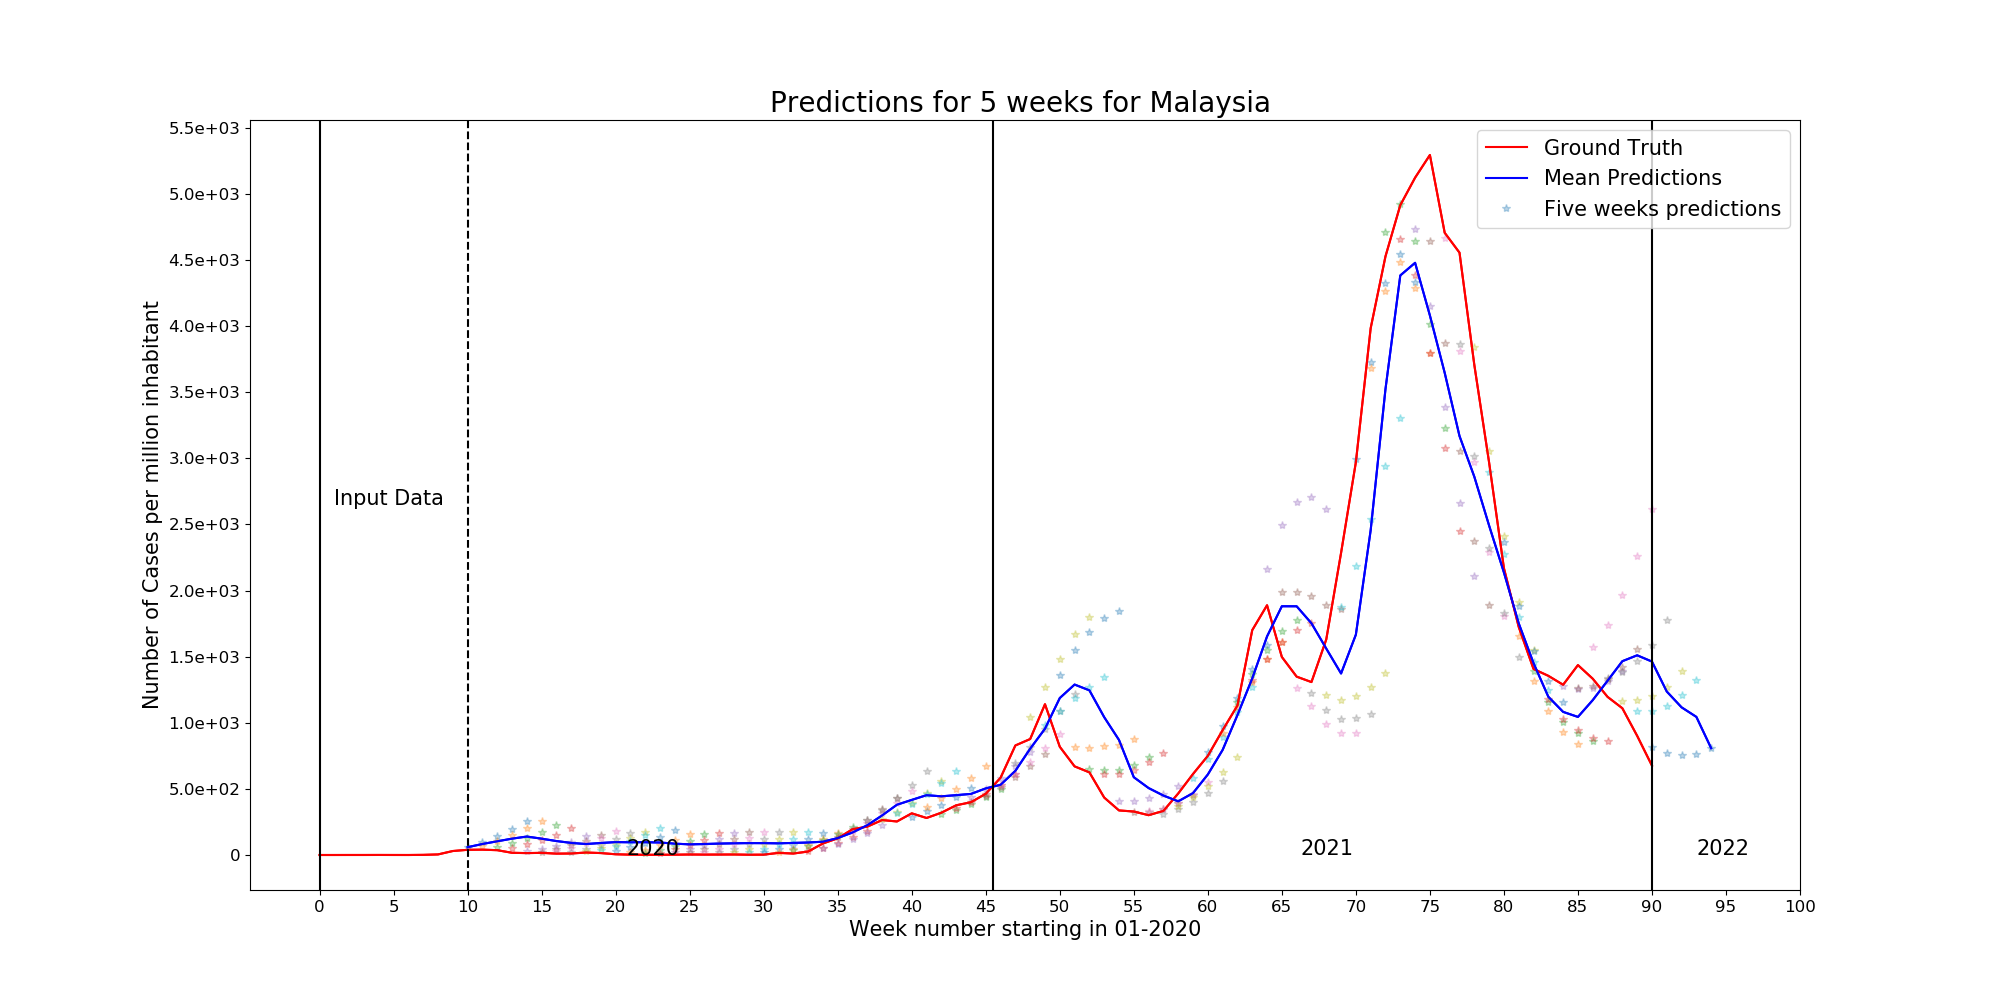 Predictions for 5 weeks for Malaysia
5.5e+03
5.0e+03
4.5e+03
4.0e+03
3.5e+03
3.0e+03
2.5e+03
2.0e+03
1.5e+03
1.0e+03
5.0e+02
0
Number of Cases per million inhabitant
Ground Truth
Mean Predictions
Five weeks predictions
Input Data
2020
2021
2022
0 5 10 15 20 25 30 35 40 45 50 55 60 65 70 75 80 85 90 95 100
Week number starting in 01-2020